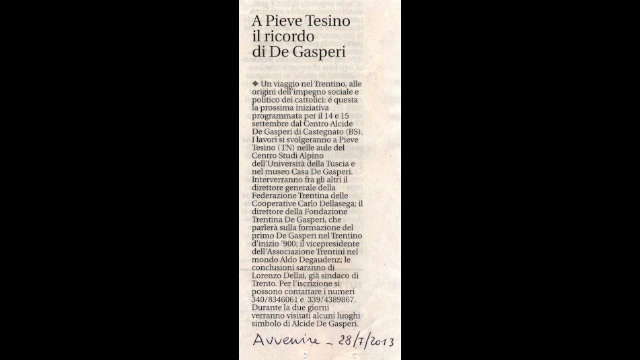 A Pieve Tesino
il ricordo
di De Gasperi
◆ Un viaggio nel Trentino, alle
origini dell'impegno sociale e
politico dei cattolici: è questa
la prossima iniziativa
programmata per il 14 e 15
settembre dal Centro Alcide
De Gasperi di Castegnato (BS).
I lavori si svolgeranno a Pieve
Tesino (TN) nelle aule del
Centro Studi Alpino
dell'Università della Tuscia e
nel museo Casa De Gasperi.
Interverranno fra gli altri il
direttore generale della
Federazione Trentina delle
Cooperative Carlo Dellasega; il
direttore della Fondazione
Trentina De Gasperi, che
parlerà sulla formazione del
primo De Gasperi nel Trentino
d'inizio '900; il vicepresidente
dell'Associazione Trentini nel
mondo Aldo Degaudenz; le
conclusioni saranno di
Lorenzo Dellai, già sindaco di
Trento. Per l'iscrizione si
possono contattare i numeri
340/8346061 e 339/4389867.
Durante la due giorni
verranno visitati alcuni luoghi
simbolo di Alcide De Gasperi.
Avvenire - 28/7/2013